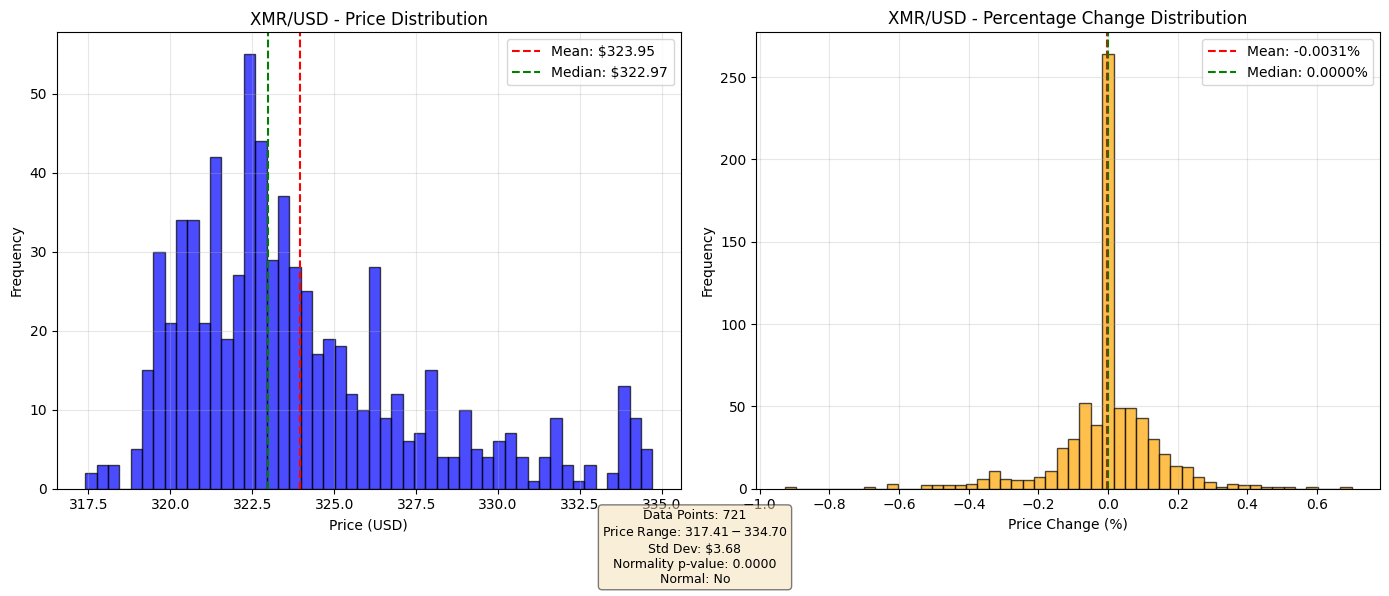 XMR/USD - Price Distribution
Mean: $323.95
Median: $322.97
Frequency
50
40
30
20
10
0
317.5 320.0 322.5 325.0 327.5 330.0 332.5 335.0
Price (USD)
XMR/USD - Percentage Change Distribution
Mean: -0.0031%
Median: 0.0000%
Frequency
250
200
150
100
50
0
−1.0 −0.8 −0.6 −0.4 −0.2 0.0 0.2 0.4 0.6
Price Change (%)
Data Points: 721
Price Range: 317.41 − 334.70
Std Dev: $3.68
Normality p-value: 0.0000
Normal: No